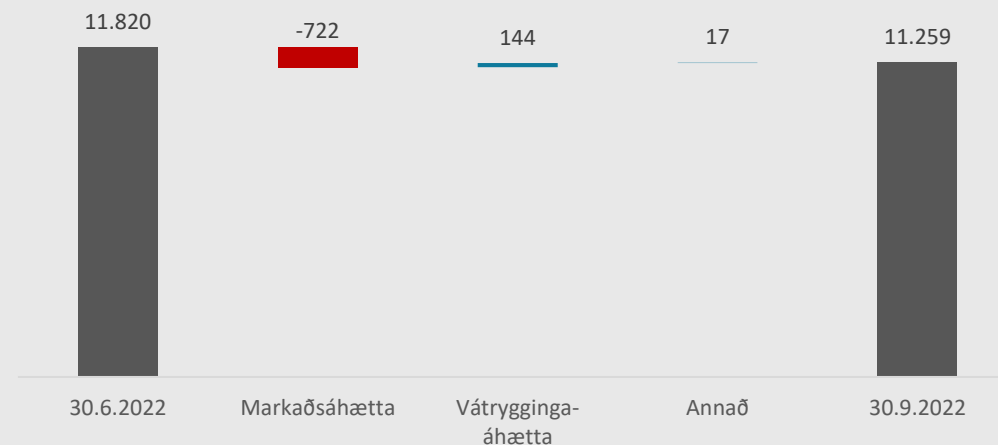 11.820
-722
144
17
11.259
30.6.2022
Markaðsáhætta
Vátrygginga-
áhætta
Annað
30.9.2022